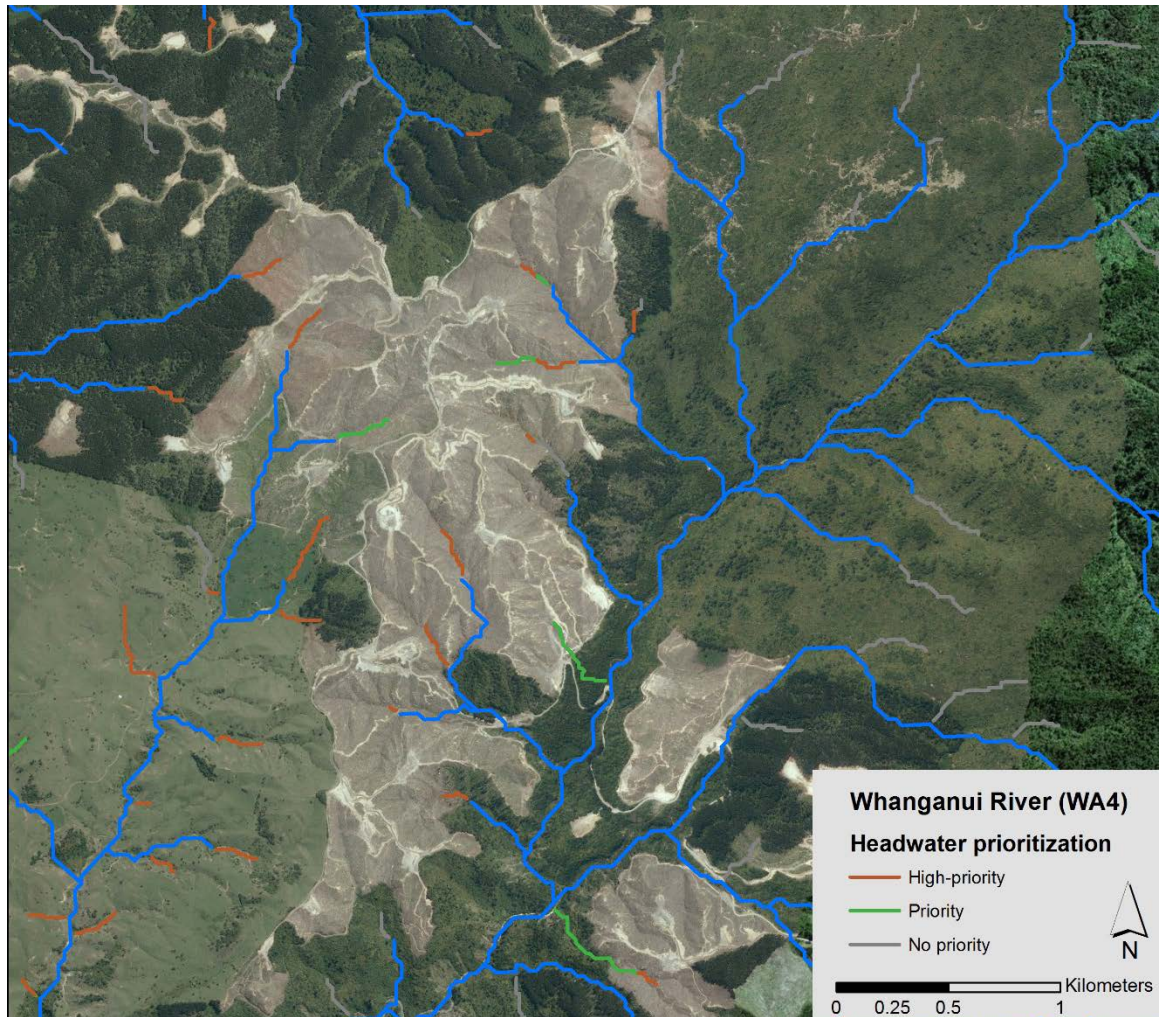 Whanganui River (WA4)
Headwater prioritization
High-priority
Priority
No priority
N
Kilometers
0 0.25 0.5 1